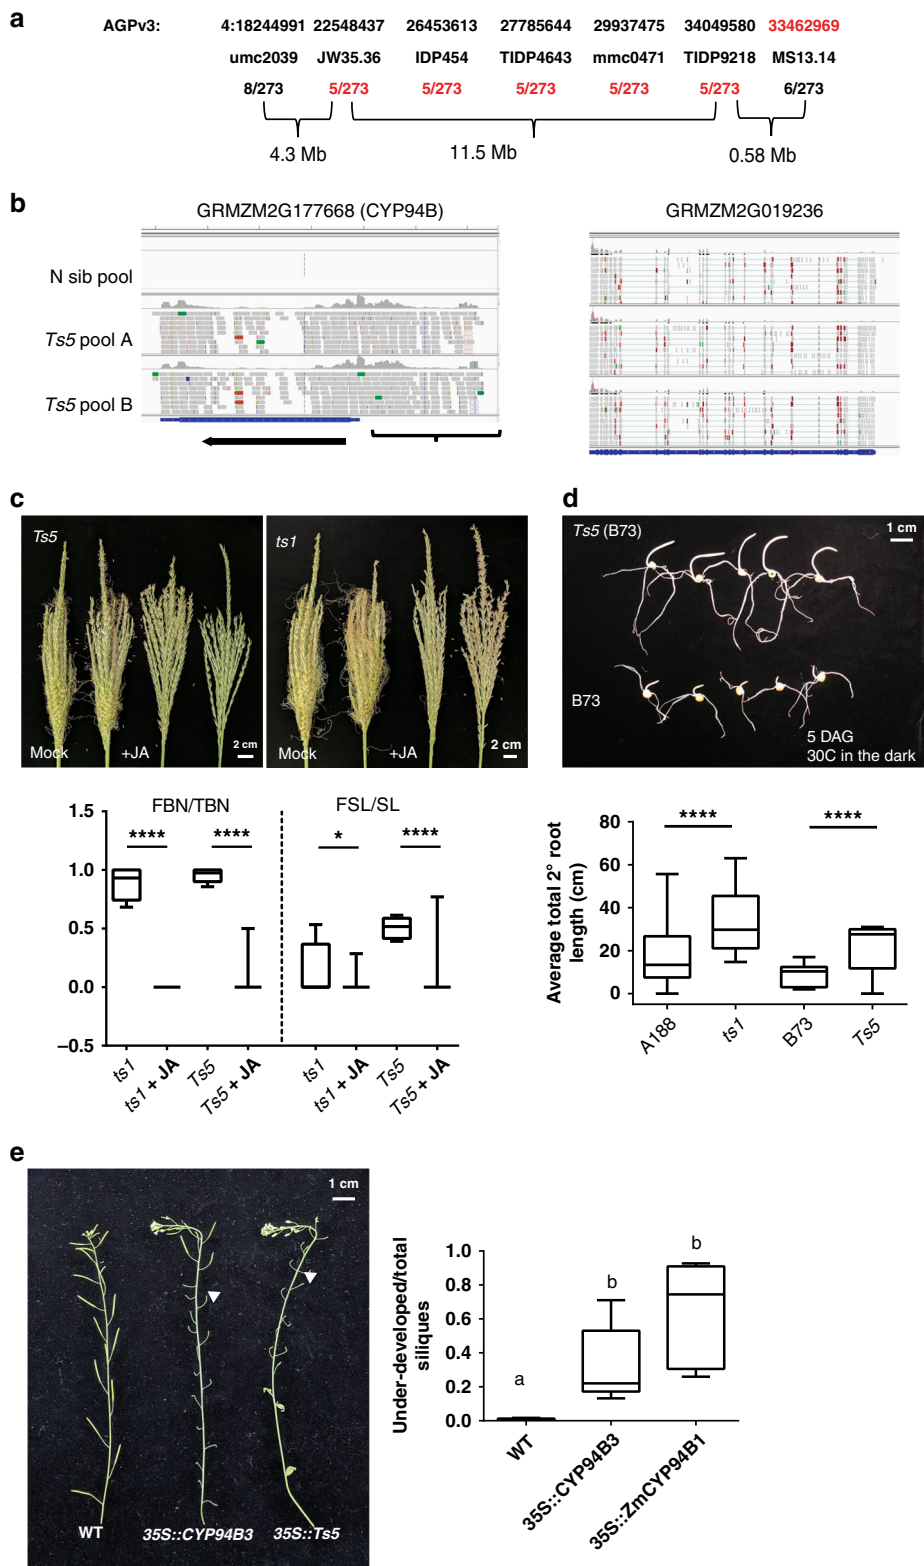 a
AGPv3: 4:18244991 22548437 26453613 27785644 29937475 34049580 33462969
umc2039 JW35.36 IDP454 TIDP4643 mmc0471 TIDP9218 MS13.14
8/273 5/273 5/273 5/273 5/273 5/273 6/273
4.3 Mb 11.5 Mb 0.58 Mb
b
GRMZM2G177668 (CYP94B) GRMZM2G019236
N sib pool
Ts5 pool A
Ts5 pool B
c
Ts5
Mock +JA 2 cm
ts1
Mock +JA 2 cm
d
Ts5 (B73) 1 cm
B73
5 DAG
30C in the dark
FBN/TBN FSL/SL
**** **** * ****
1.5
1.0
0.5
0.0
–0.5
ts1 ts1 + JA Ts5 Ts5 + JA ts1 ts1 + JA Ts5 Ts5 + JA
Average total 2° root
length (cm)
**** ****
80
60
40
20
0
A188 ts1 B73 Ts5
e
1 cm
WT 35S::CYP94B3 35S::Ts5
Under-developed/total
siliques
1.0
0.8
0.6
0.4
0.2
0.0
a b b
WT 35S::CYP94B3 35S::ZmCYP94B1